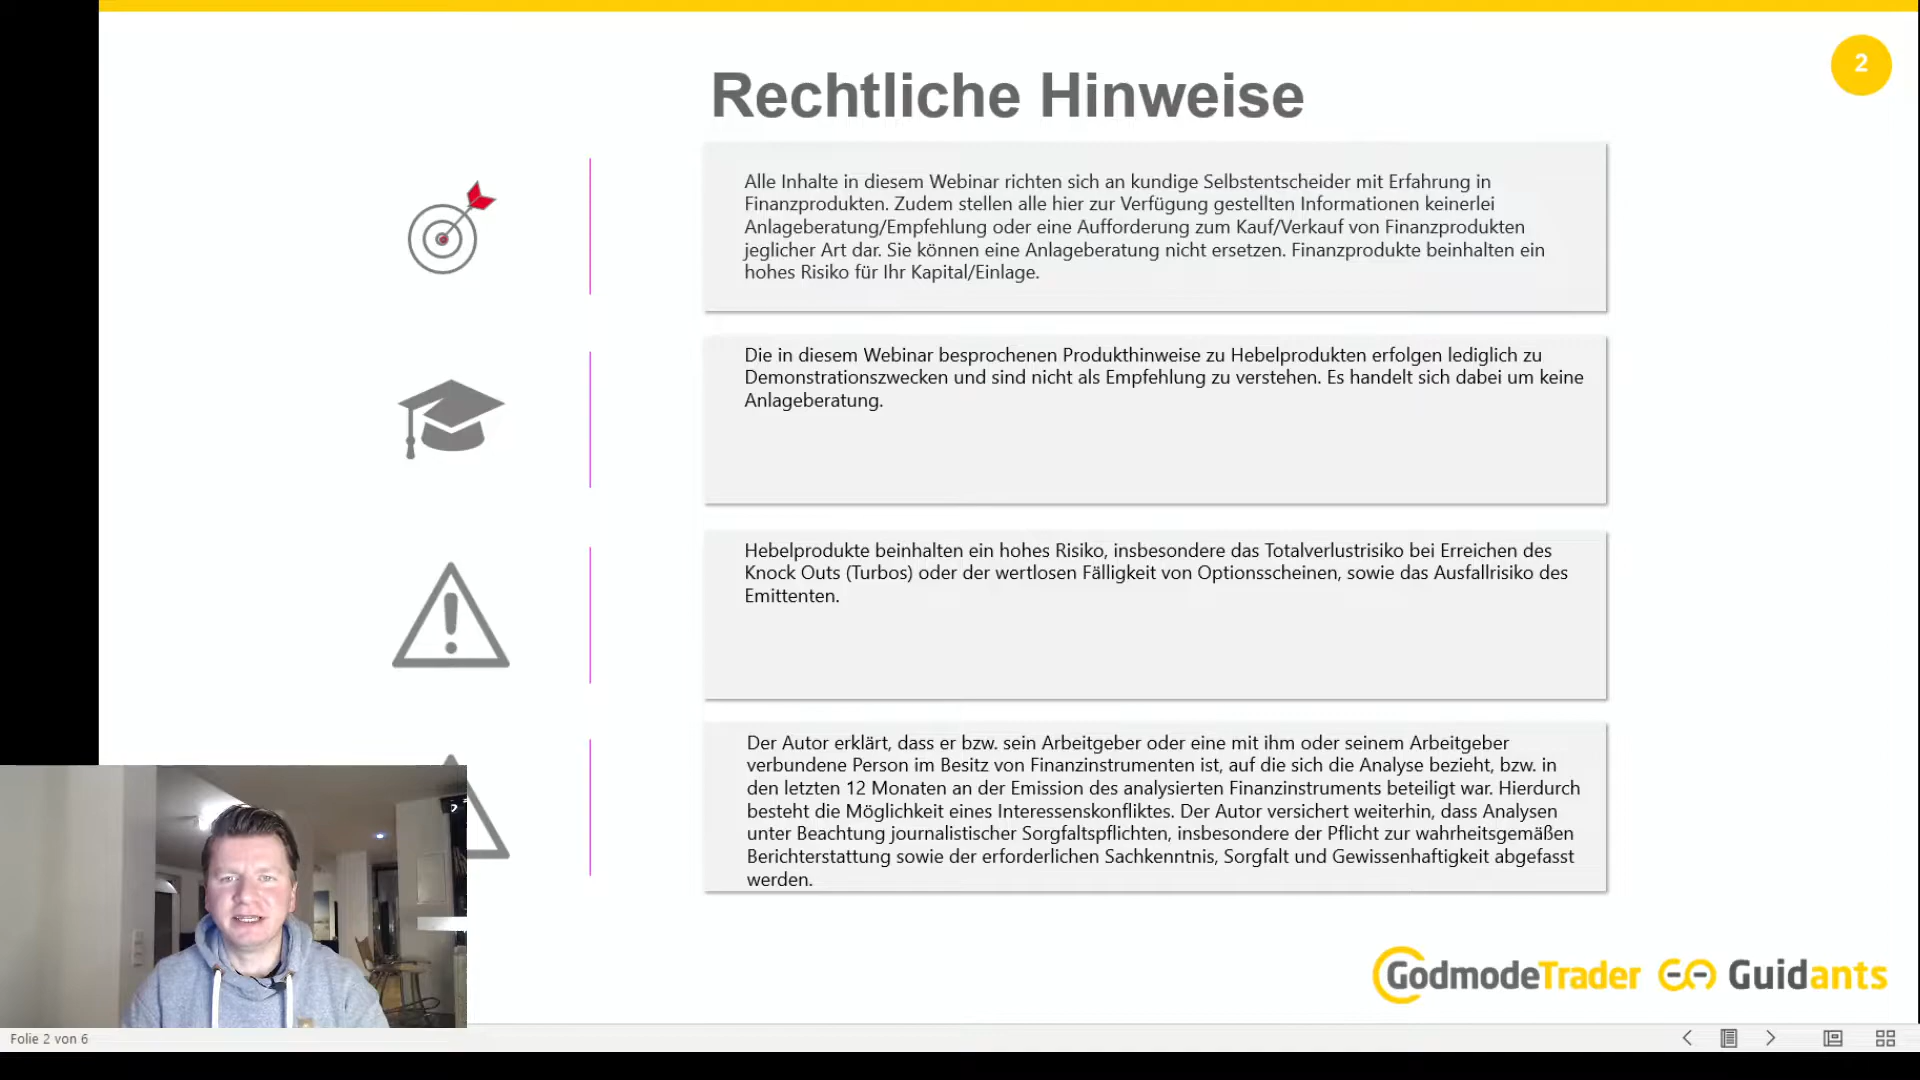 2
Rechtliche Hinweise
Alle Inhalte in diesem Webinar richten sich an kundige Selbstentscheider mit Erfahrung in
Finanzprodukten. Zudem stellen alle hier zur Verfügung gestellten Informationen keinerlei
Anlageberatung/Empfehlung oder eine Aufforderung zum Kauf/Verkauf von Finanzprodukten
jeglicher Art dar. Sie können eine Anlageberatung nicht ersetzen. Finanzprodukte beinhalten ein
hohes Risiko für Ihr Kapital/Einlage.
Die in diesem Webinar besprochenen Produkthinweise zu Hebelprodukten erfolgen lediglich zu
Demonstrationszwecken und sind nicht als Empfehlung zu verstehen. Es handelt sich dabei um keine
Anlageberatung.
Hebelprodukte beinhalten ein hohes Risiko, insbesondere das Totalverlustrisiko bei Erreichen des
Knock Outs (Turbos) oder der wertlosen Fälligkeit von Optionsscheinen, sowie das Ausfallrisiko des
Emittenten.
Der Autor erklärt, dass er bzw. sein Arbeitgeber oder eine mit ihm oder seinem Arbeitgeber
verbundene Person im Besitz von Finanzinstrumenten ist, auf die sich die Analyse bezieht, bzw. in
den letzten 12 Monaten an der Emission des analysierten Finanzinstruments beteiligt war. Hierdurch
besteht die Möglichkeit eines Interessenskonfliktes. Der Autor versichert weiterhin, dass Analysen
unter Beachtung journalistischer Sorgfaltspflichten, insbesondere der Pflicht zur wahrheitsgemäßen
Berichterstattung sowie der erforderlichen Sachkenntnis, Sorgfalt und Gewissenhaftigkeit abgefasst
werden.
GodmodeTrader Guidants
Folie 2 von 6